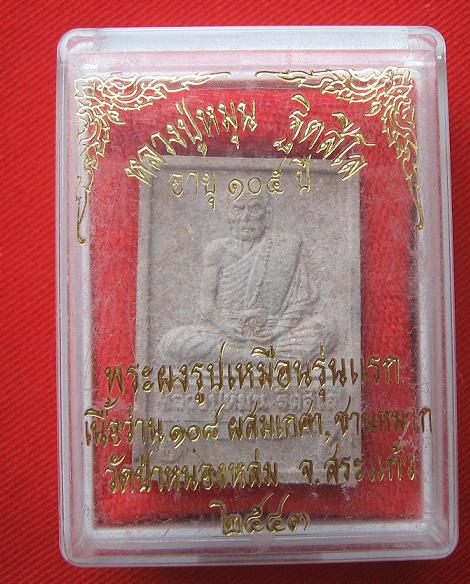 หลวงปู่หมุน ฐิตสีโล
อายุ ๑๐๕ ปี
พระผงรูปเหมือนรุ่นแรก
เนื้อว่าน ๑๐๘ ผสมเกศา, ชานหมาก
วัดป่าหนองหล่ม จ.สระแก้ว
๒๕๔๓